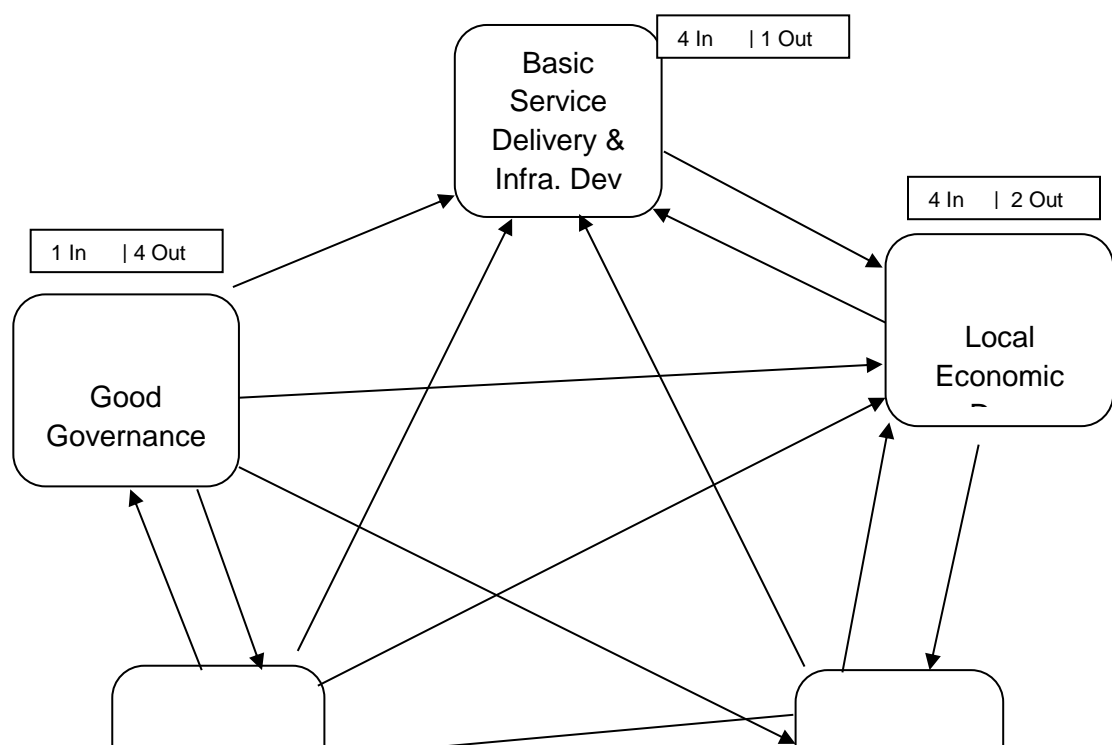 4 In | 1 Out
Basic
Service
Delivery &
Infra. Dev
4 In | 2 Out
1 In | 4 Out
Local
Economic
Good
Governance